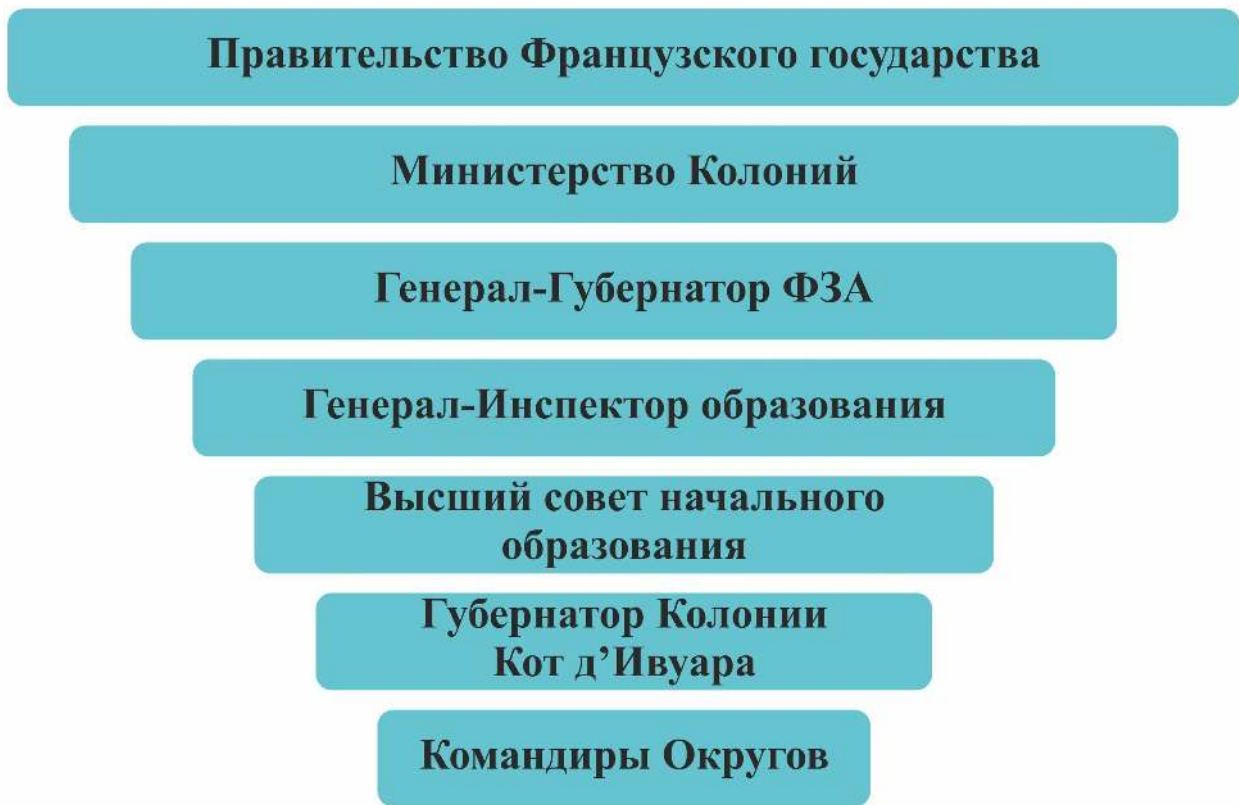 Правительство Французского государства
Министерство Колоний
Генерал-Губернатор ФЗА
Генерал-Инспектор образования
Высший совет начального
образования
Губернатор Колонии
Кот д’Ивуара
Командиры Округов